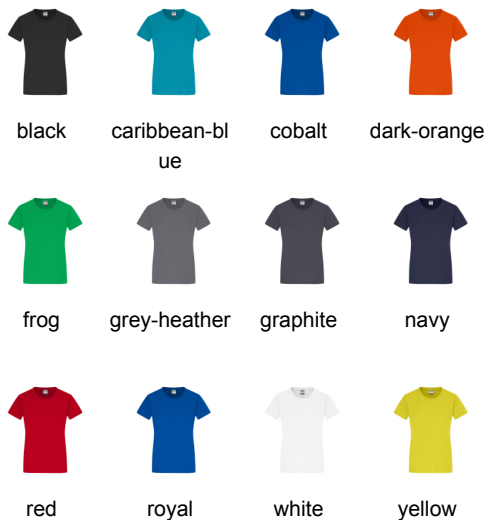 black caribbean-bl cobalt dark-orange
ue
frog grey-heather graphite navy
red royal white yellow